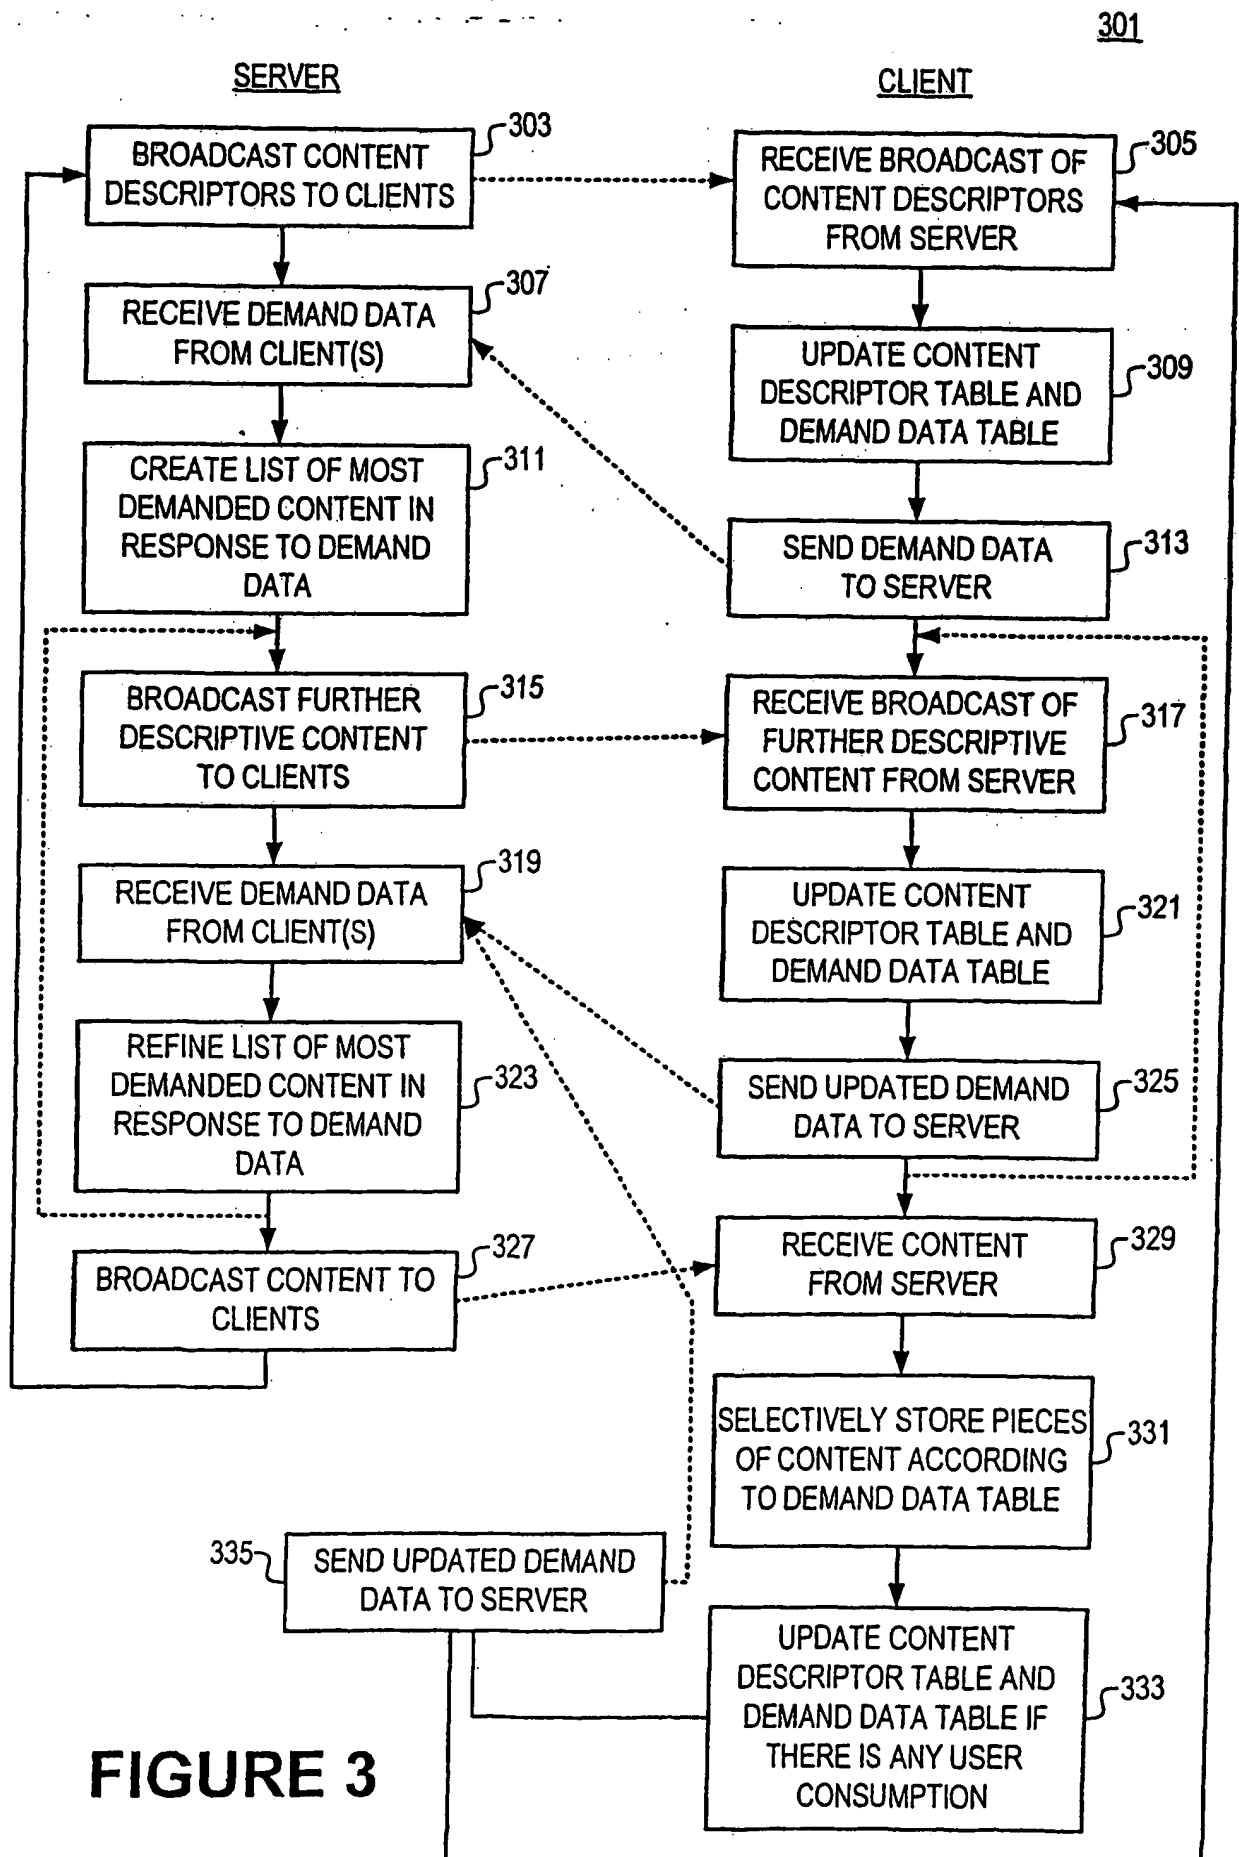 301
SERVER
CLIENT
BROADCAST CONTENT
DESCRIPTORS TO CLIENTS
303
RECEIVE BROADCAST OF
CONTENT DESCRIPTORS
FROM SERVER
305
RECEIVE DEMAND DATA
FROM CLIENT(S)
307
UPDATE CONTENT
DESCRIPTOR TABLE AND
DEMAND DATA TABLE
309
CREATE LIST OF MOST
DEMANDED CONTENT IN
RESPONSE TO DEMAND
DATA
311
SEND DEMAND DATA
TO SERVER
313
BROADCAST FURTHER
DESCRIPTIVE CONTENT
TO CLIENTS
315
RECEIVE BROADCAST OF
FURTHER DESCRIPTIVE
CONTENT FROM SERVER
317
RECEIVE DEMAND DATA
FROM CLIENT(S)
319
UPDATE CONTENT
DESCRIPTOR TABLE AND
DEMAND DATA TABLE
321
REFINE LIST OF MOST
DEMANDED CONTENT IN
RESPONSE TO DEMAND
DATA
323
SEND UPDATED DEMAND
DATA TO SERVER
325
BROADCAST CONTENT TO
CLIENTS
327
RECEIVE CONTENT
FROM SERVER
329
SELECTIVELY STORE PIECES
OF CONTENT ACCORDING
TO DEMAND DATA TABLE
331
335
SEND UPDATED DEMAND
DATA TO SERVER
UPDATE CONTENT
DESCRIPTOR TABLE AND
DEMAND DATA TABLE IF
THERE IS ANY USER
CONSUMPTION
333
FIGURE 3